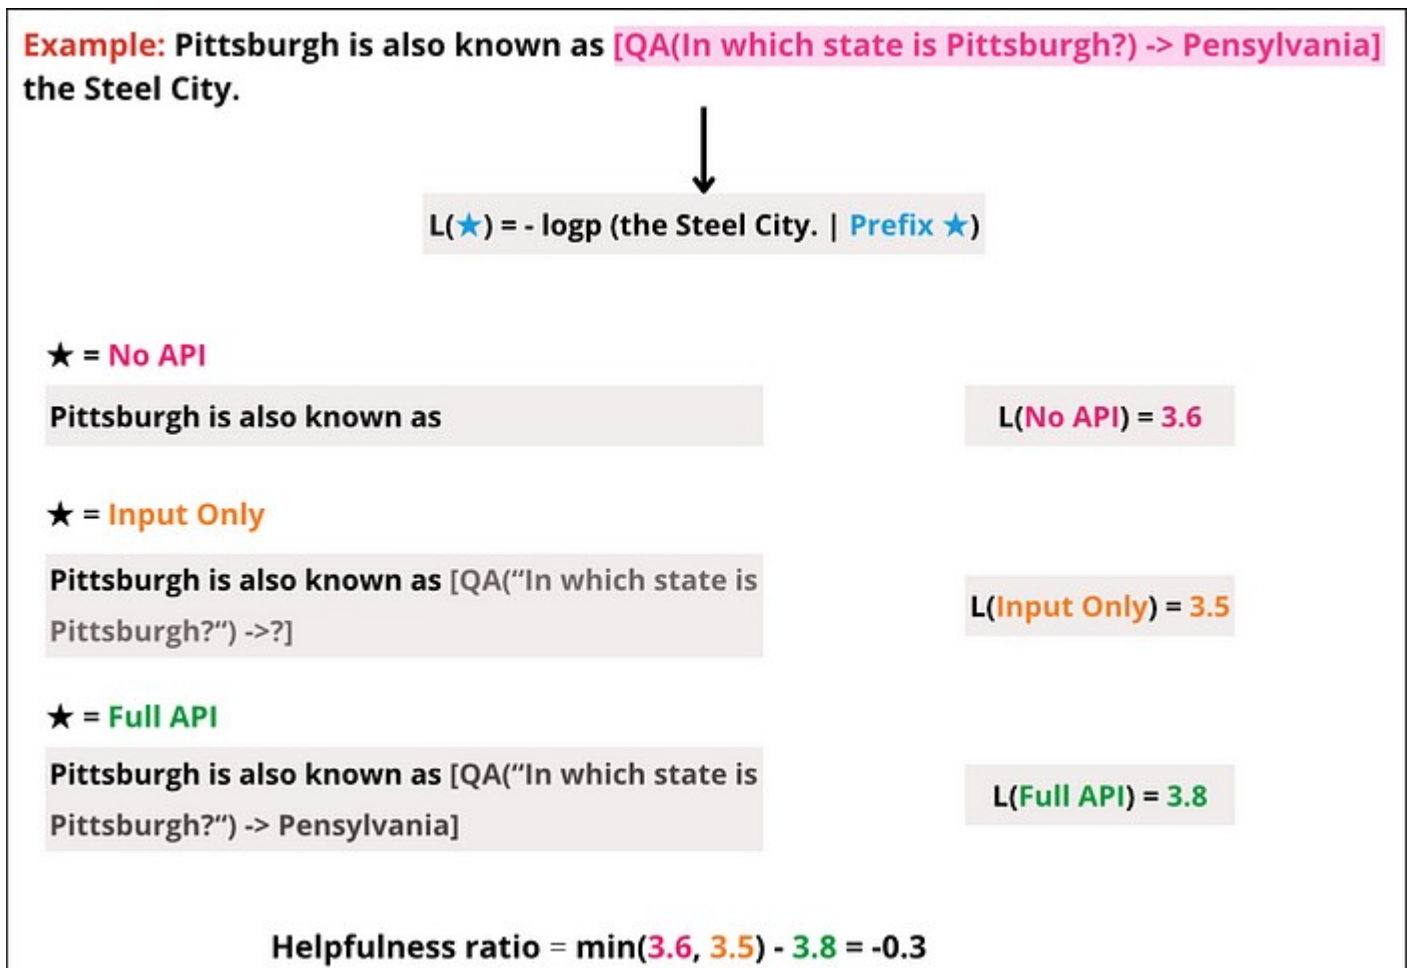 Example: Pittsburgh is also known as [QA(In which state is Pittsburgh?) -> Pensylvania]
the Steel City.
L(★) = - logp (the Steel City. | Prefix ★)
★ = No API
Pittsburgh is also known as
L(No API) = 3.6
★ = Input Only
Pittsburgh is also known as [QA(“In which state is
Pittsburgh?“) ->?]
L(Input Only) = 3.5
★ = Full API
Pittsburgh is also known as [QA(“In which state is
Pittsburgh?“) -> Pensylvania]
L(Full API) = 3.8
Helpfulness ratio = min(3.6, 3.5) - 3.8 = -0.3